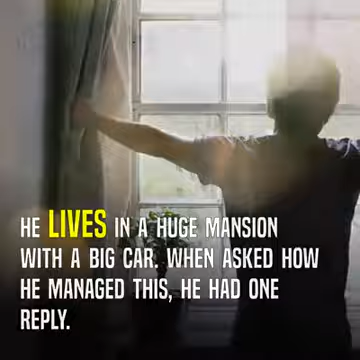 HE LIVES IN A HUGE MANSION
WITH A BIG CAR. WHEN ASKED HOW
HE MANAGED THIS, HE HAD ONE
REPLY.